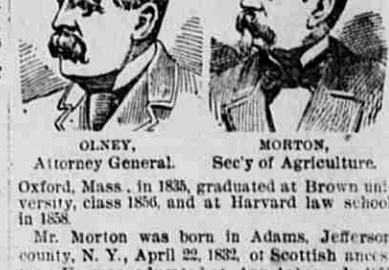 OLNEY,
Attorney General.
MORTON,
Sec'y of Agriculture.
Oxford, Mass., in 1835, graduated at Brown uni
versity, class 1856, and at Harvard law school
in 1858.
Mr. Morton was born in Adams, Jefferson
county, N. Y., April 22, 1832, of Scottish ances